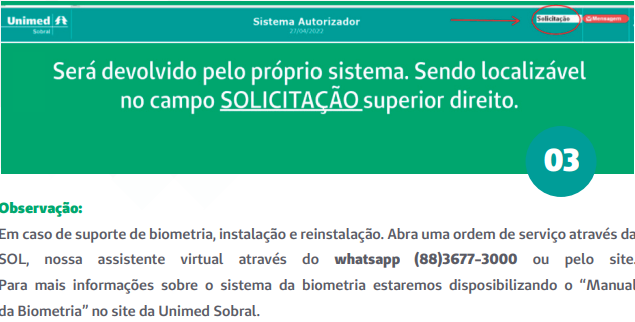 Unimed
Sobral
Sistema Autorizador
27/04/2022
Solicitação
Mensagem
Será devolvido pelo próprio sistema. Sendo localizável
no campo SOLICITAÇÃO superior direito.
03
Observação:
Em caso de suporte de biometria, instalação e reinstalação. Abra uma ordem de serviço através da
SOL, nossa assistente virtual através do whatsapp (88)3677-3000 ou pelo site.
Para mais informações sobre o sistema da biometria estaremos disposibilizando o “Manual
da Biometria” no site da Unimed Sobral.